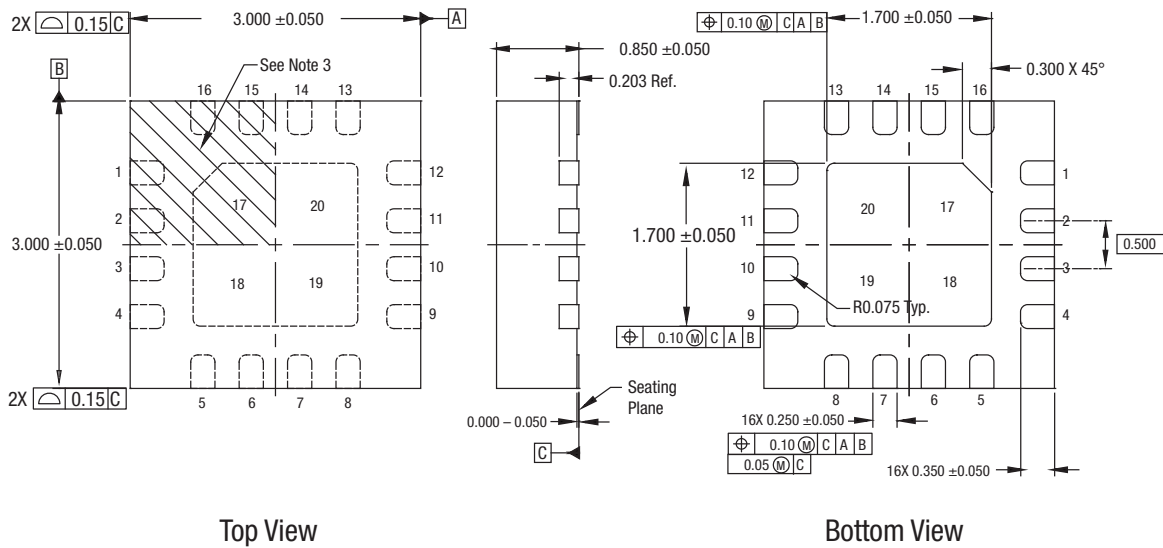 2X ⌓ 0.15 C
3.000 ±0.050
A
B
See Note 3
16 15 14 13
1
2
3
4
12
11
10
9
17 20
18 19
3.000 ±0.050
2X ⌓ 0.15 C
5 6 7 8
0.850 ±0.050
0.203 Ref.
Seating
Plane
0.000 – 0.050
C
⌖ 0.10 Ⓜ C A B
1.700 ±0.050
0.300 X 45°
13 14 15 16
12
11
10
9
1
2
3
4
20 17
19 18
1.700 ±0.050
0.500
R0.075 Typ.
⌖ 0.10 Ⓜ C A B
8 7 6 5
16X 0.250 ±0.050
⌖ 0.10 Ⓜ C A B
0.05 Ⓜ C
16X 0.350 ±0.050
Top View
Bottom View